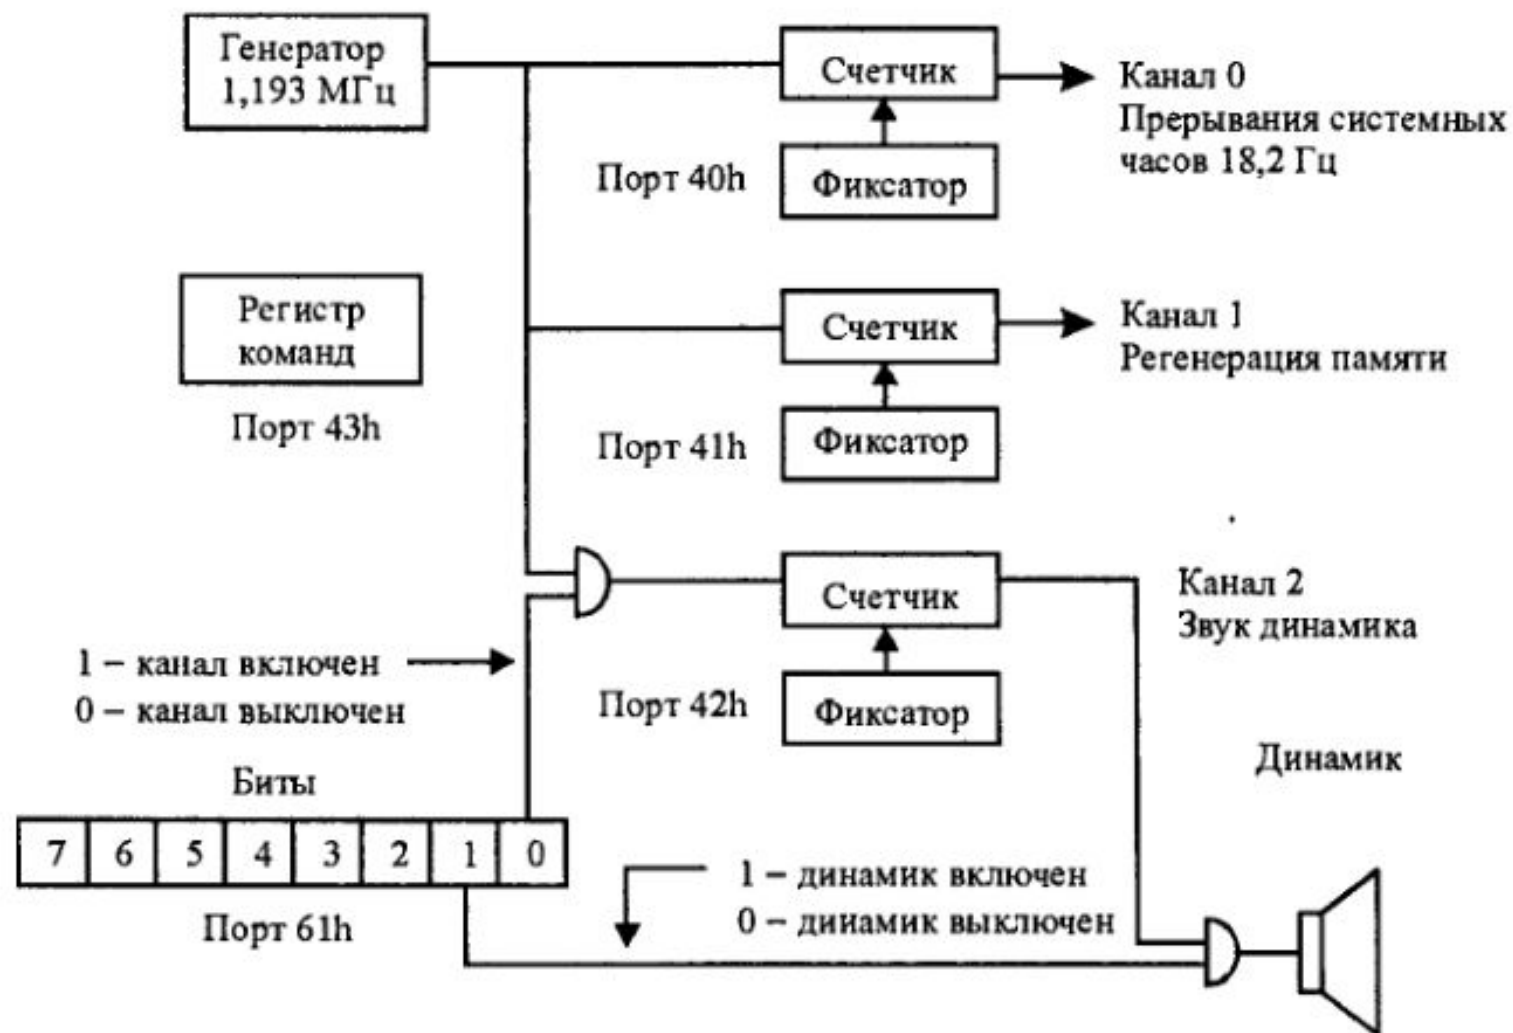 Генератор
1,193 МГц
Счетчик
Канал 0
Прерывания системных
часов 18,2 Гц
Порт 40h
Фиксатор
Регистр
команд
Порт 43h
Счетчик
Канал 1
Регенерация памяти
Порт 41h
Фиксатор
Счетчик
Канал 2
Звук динамика
1 – канал включен
0 – канал выключен
Порт 42h
Фиксатор
Динамик
Биты
7 6 5 4 3 2 1 0
Порт 61h
1 – динамик включен
0 – динамик выключен